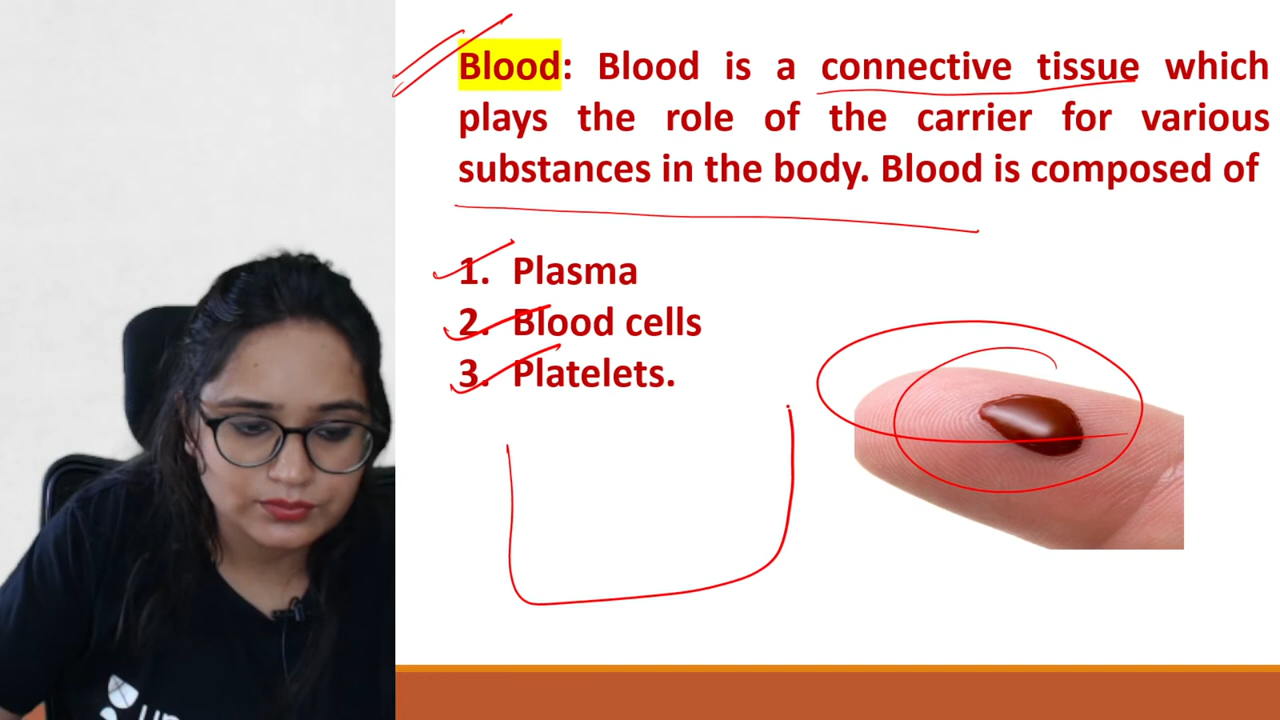 Blood: Blood is a connective tissue which
plays the role of the carrier for various
substances in the body. Blood is composed of
1. Plasma
2. Blood cells
3. Platelets.